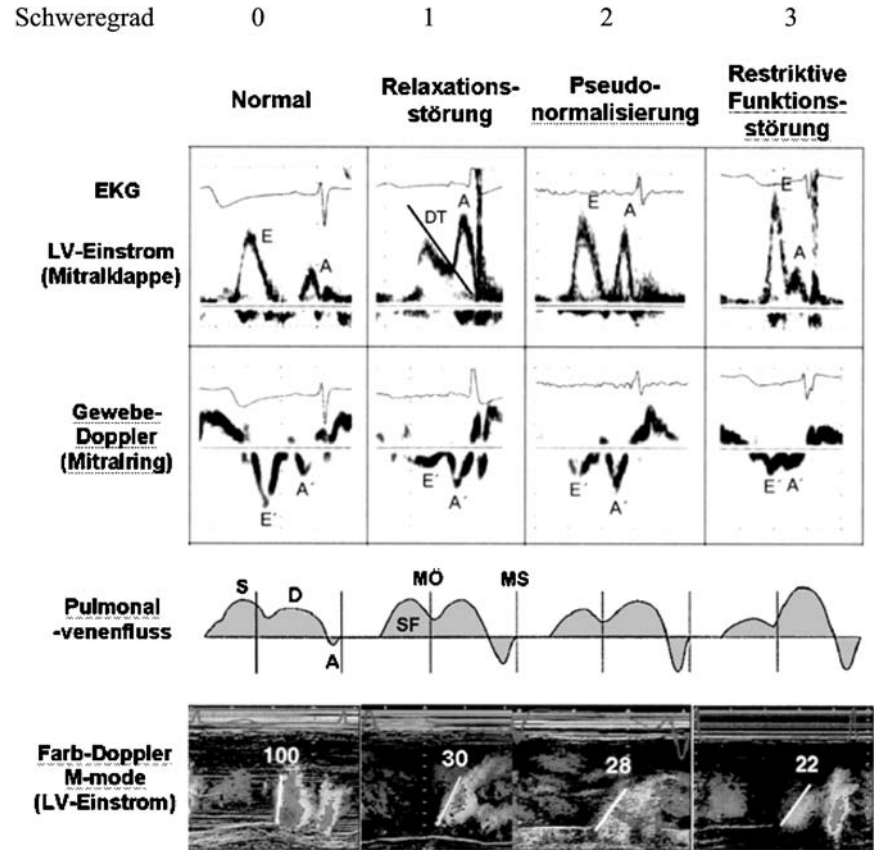 Schweregrad 0 1 2 3
Normal
Relaxations-
störung
Pseudo-
normalisierung
Restriktive
Funktions-
störung
EKG
LV-Einstrom
(Mitralklappe)
E A
DT A
E A
E A
Gewebe-
Doppler
(Mitralring)
E´ A´
E´ A´
E´ A´
E´ A´
Pulmonal
-venenfluss
S D A
SF MÖ MS
Farb-Doppler
M-mode
(LV-Einstrom)
100 30 28 22